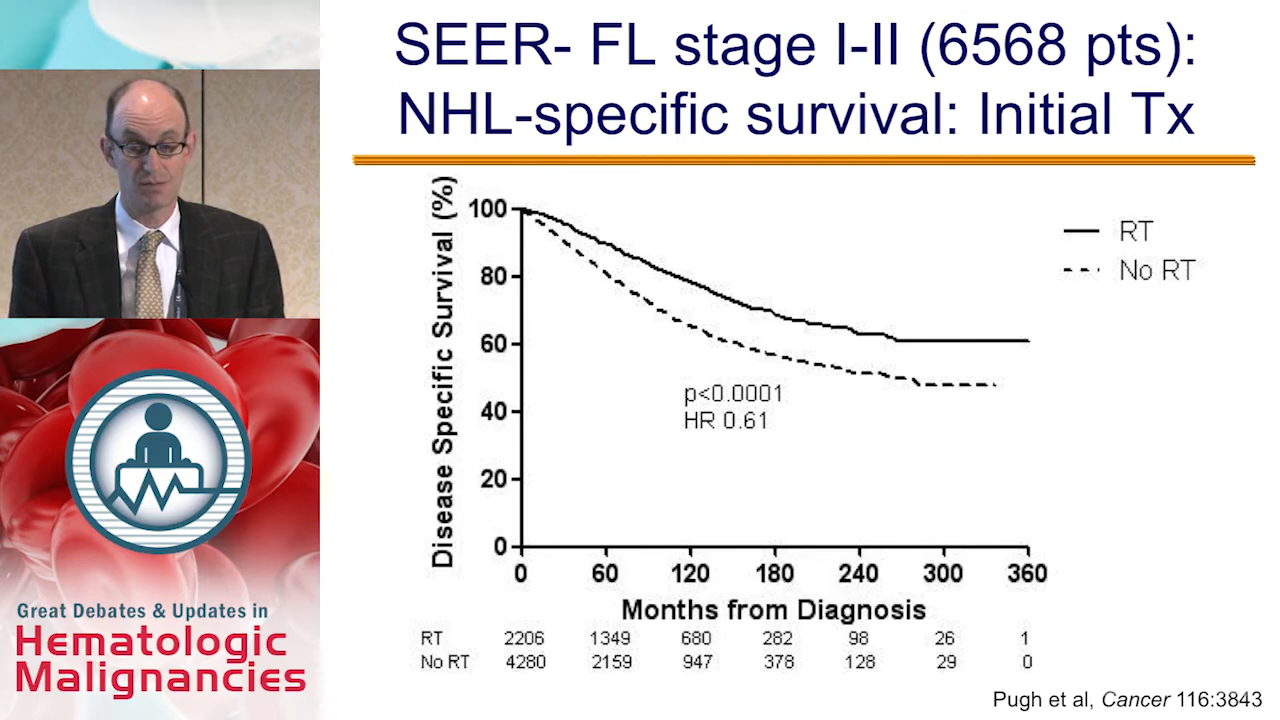 SEER- FL stage I-II (6568 pts):
NHL-specific survival: Initial Tx
Disease Specific Survival (%)
100
80
60
40
20
0
RT
No RT
p<0.0001
HR 0.61
0 60 120 180 240 300 360
Months from Diagnosis
RT 2206 1349 680 282 98 26 1
No RT 4280 2159 947 378 128 29 0
Pugh et al, Cancer 116:3843
Great Debates & Updates in
Hematologic
Malignancies